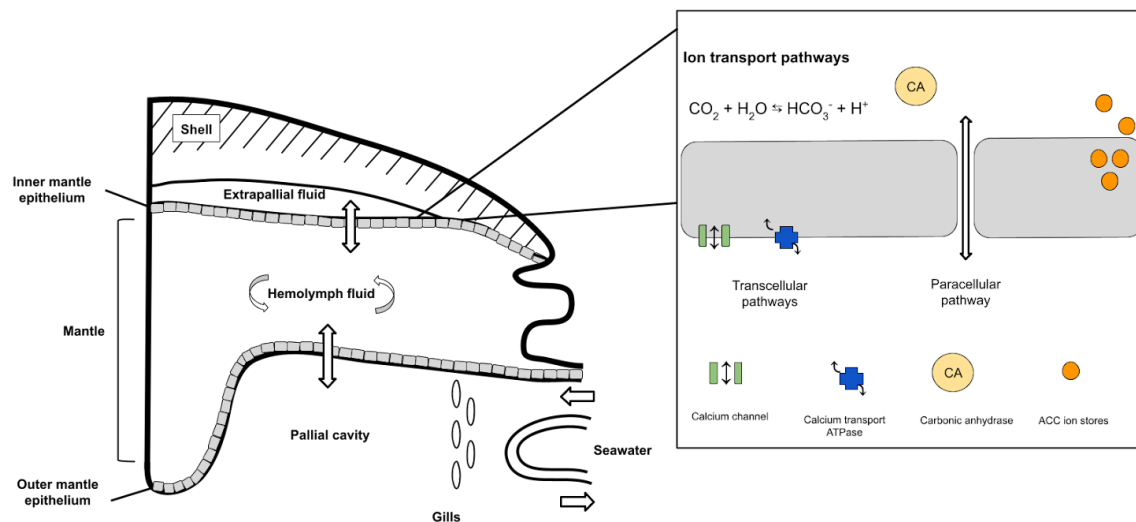 Shell
Extrapallial fluid
Inner mantle
epithelium
Hemolymph fluid
Mantle
Pallial cavity
Seawater
Outer mantle
epithelium
Gills
Ion transport pathways
CA
CO₂ + H₂O ⇆ HCO₃⁻ + H⁺
Transcellular
pathways
Paracellular
pathway
CA
Calcium channel
Calcium transport
ATPase
Carbonic anhydrase
ACC ion stores